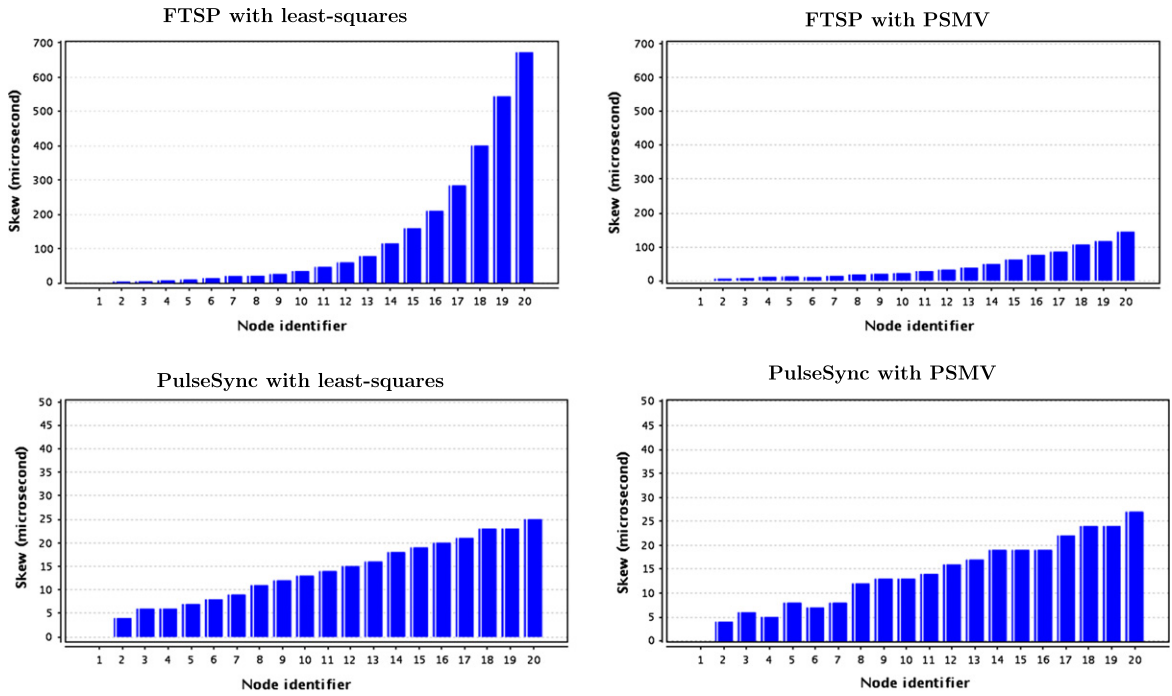 FTSP with least-squares
700
600
500
400
300
200
100
0
Skew (microsecond)
1 2 3 4 5 6 7 8 9 10 11 12 13 14 15 16 17 18 19 20
Node identifier
FTSP with PSMV
700
600
500
400
300
200
100
0
Skew (microsecond)
1 2 3 4 5 6 7 8 9 10 11 12 13 14 15 16 17 18 19 20
Node identifier
PulseSync with least-squares
50
45
40
35
30
25
20
15
10
5
0
Skew (microsecond)
1 2 3 4 5 6 7 8 9 10 11 12 13 14 15 16 17 18 19 20
Node identifier
PulseSync with PSMV
50
45
40
35
30
25
20
15
10
5
0
Skew (microsecond)
1 2 3 4 5 6 7 8 9 10 11 12 13 14 15 16 17 18 19 20
Node identifier